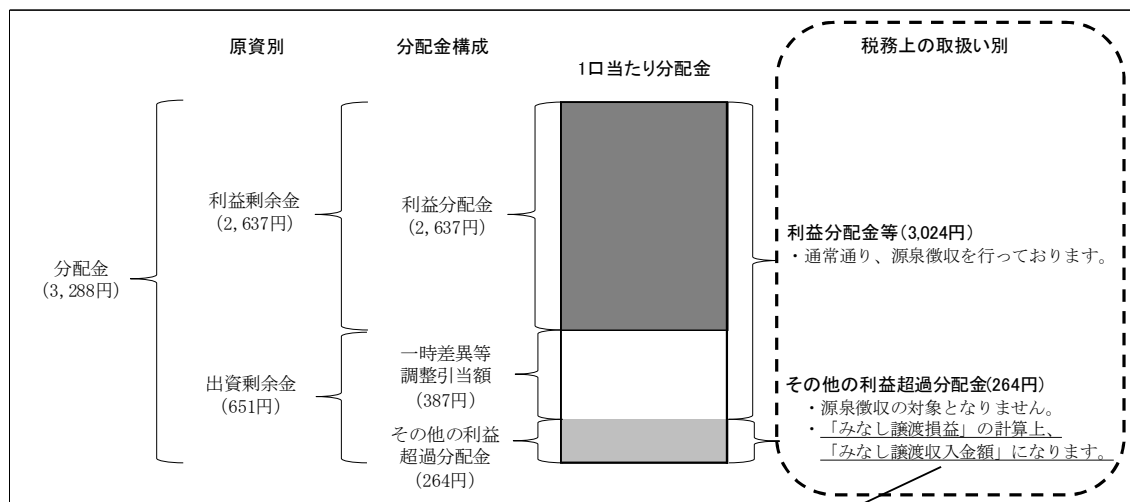 原資別
分配金構成
1口当たり分配金
税務上の取扱い別
分配金
(3,288円)
利益剰余金
(2,637円)
出資剰余金
(651円)
利益分配金
(2,637円)
一時差異等
調整引当額
(387円)
その他の利益
超過分配金
(264円)
利益分配金等(3,024円)
・通常通り、源泉徴収を行っております。
その他の利益超過分配金(264円)
・源泉徴収の対象となりません。
・「みなし譲渡損益」の計算上、
「みなし譲渡収入金額」になります。